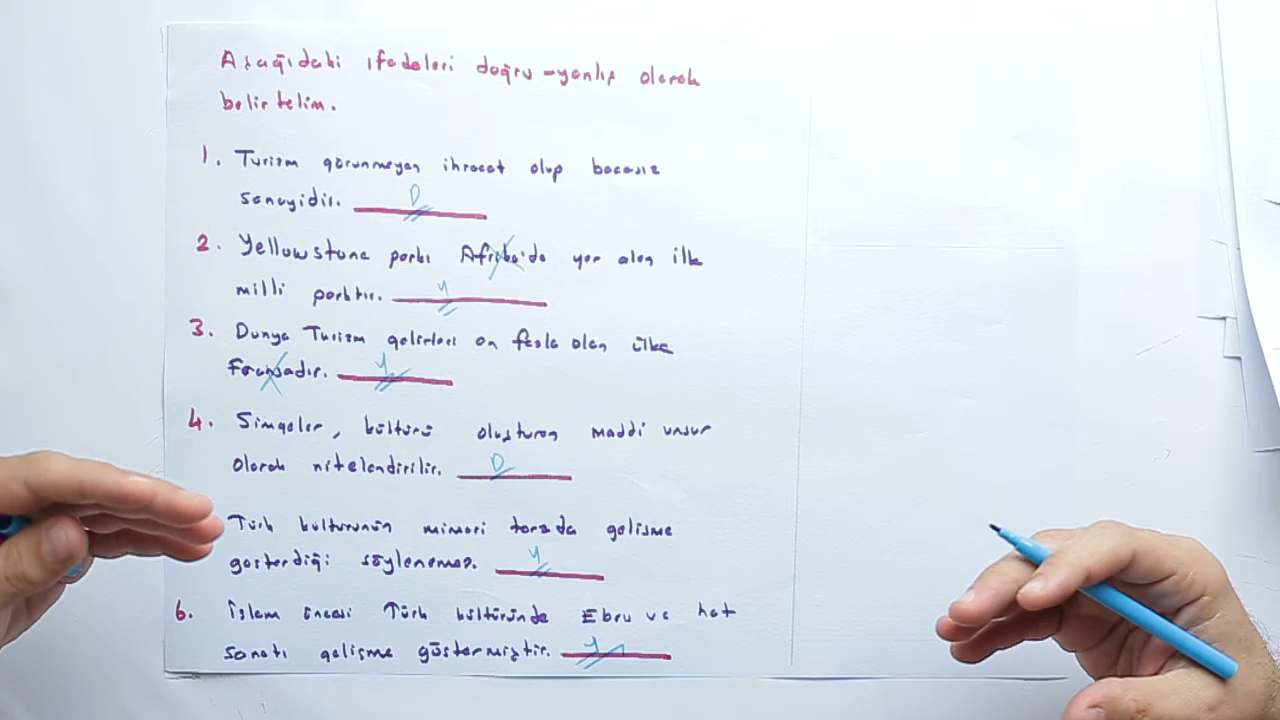 Aşağıdaki ifadeleri doğru-yanlış olarak
belirtelim.
1. Turizm görünmeyen ihracat olup bacasız
sanayidir. D
2. Yellowstone parkı Afrika'da yer alan ilk
milli parktır. Y
3. Dünya Turizm gelirleri en fazla olan ülke
Fransadır. Y
4. Simgeler, kültürü oluşturan maddi unsur
olarak nitelendirilir. D
Türk kültürünün mimari tarzda gelişme
gösterdiği söylenemez. Y
6. İslam öncesi Türk kültüründe Ebru ve hat
sanatı gelişme göstermiştir. Y